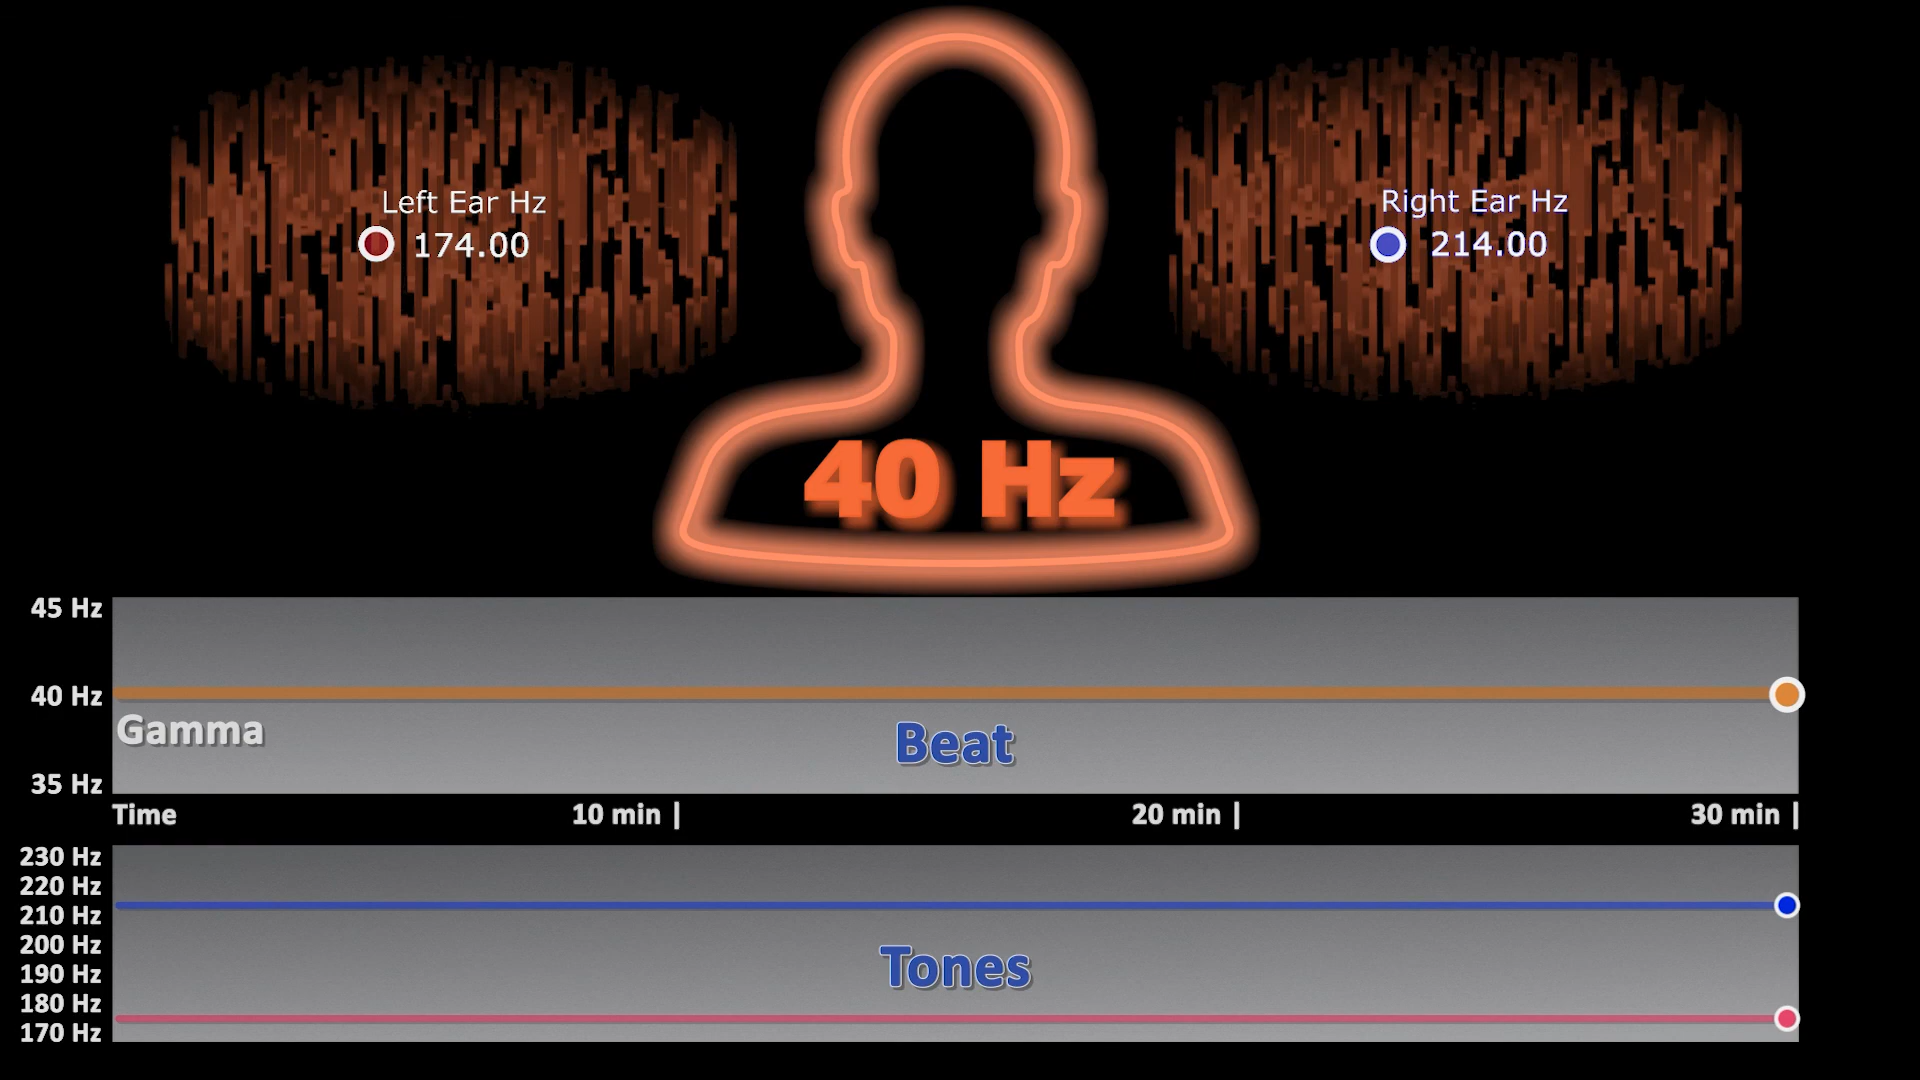 Left Ear Hz
174.00
Right Ear Hz
214.00
40 Hz
45 Hz
40 Hz
Gamma
Beat
35 Hz
Time
10 min |
20 min |
30 min |
230 Hz
220 Hz
210 Hz
200 Hz
Tones
190 Hz
180 Hz
170 Hz